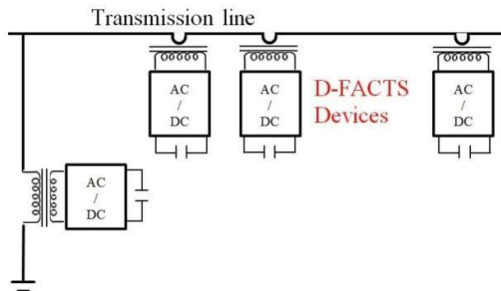 Transmission line
AC
/
DC
AC
/
DC
D-FACTS
Devices
AC
/
DC
AC
/
DC